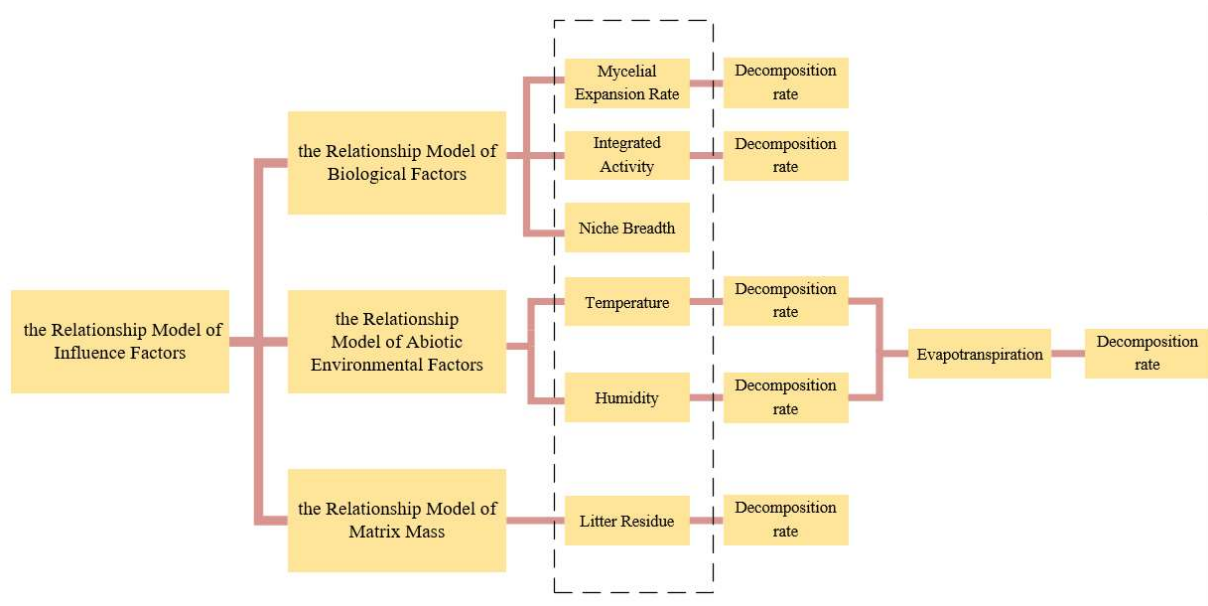 the Relationship Model of
Influence Factors
the Relationship Model of
Biological Factors
Mycelial
Expansion Rate
Decomposition
rate
Integrated
Activity
Decomposition
rate
Niche Breadth
the Relationship
Model of Abiotic
Environmental Factors
Temperature
Decomposition
rate
Humidity
Decomposition
rate
Evapotranspiration
Decomposition
rate
the Relationship Model of
Matrix Mass
Litter Residue
Decomposition
rate